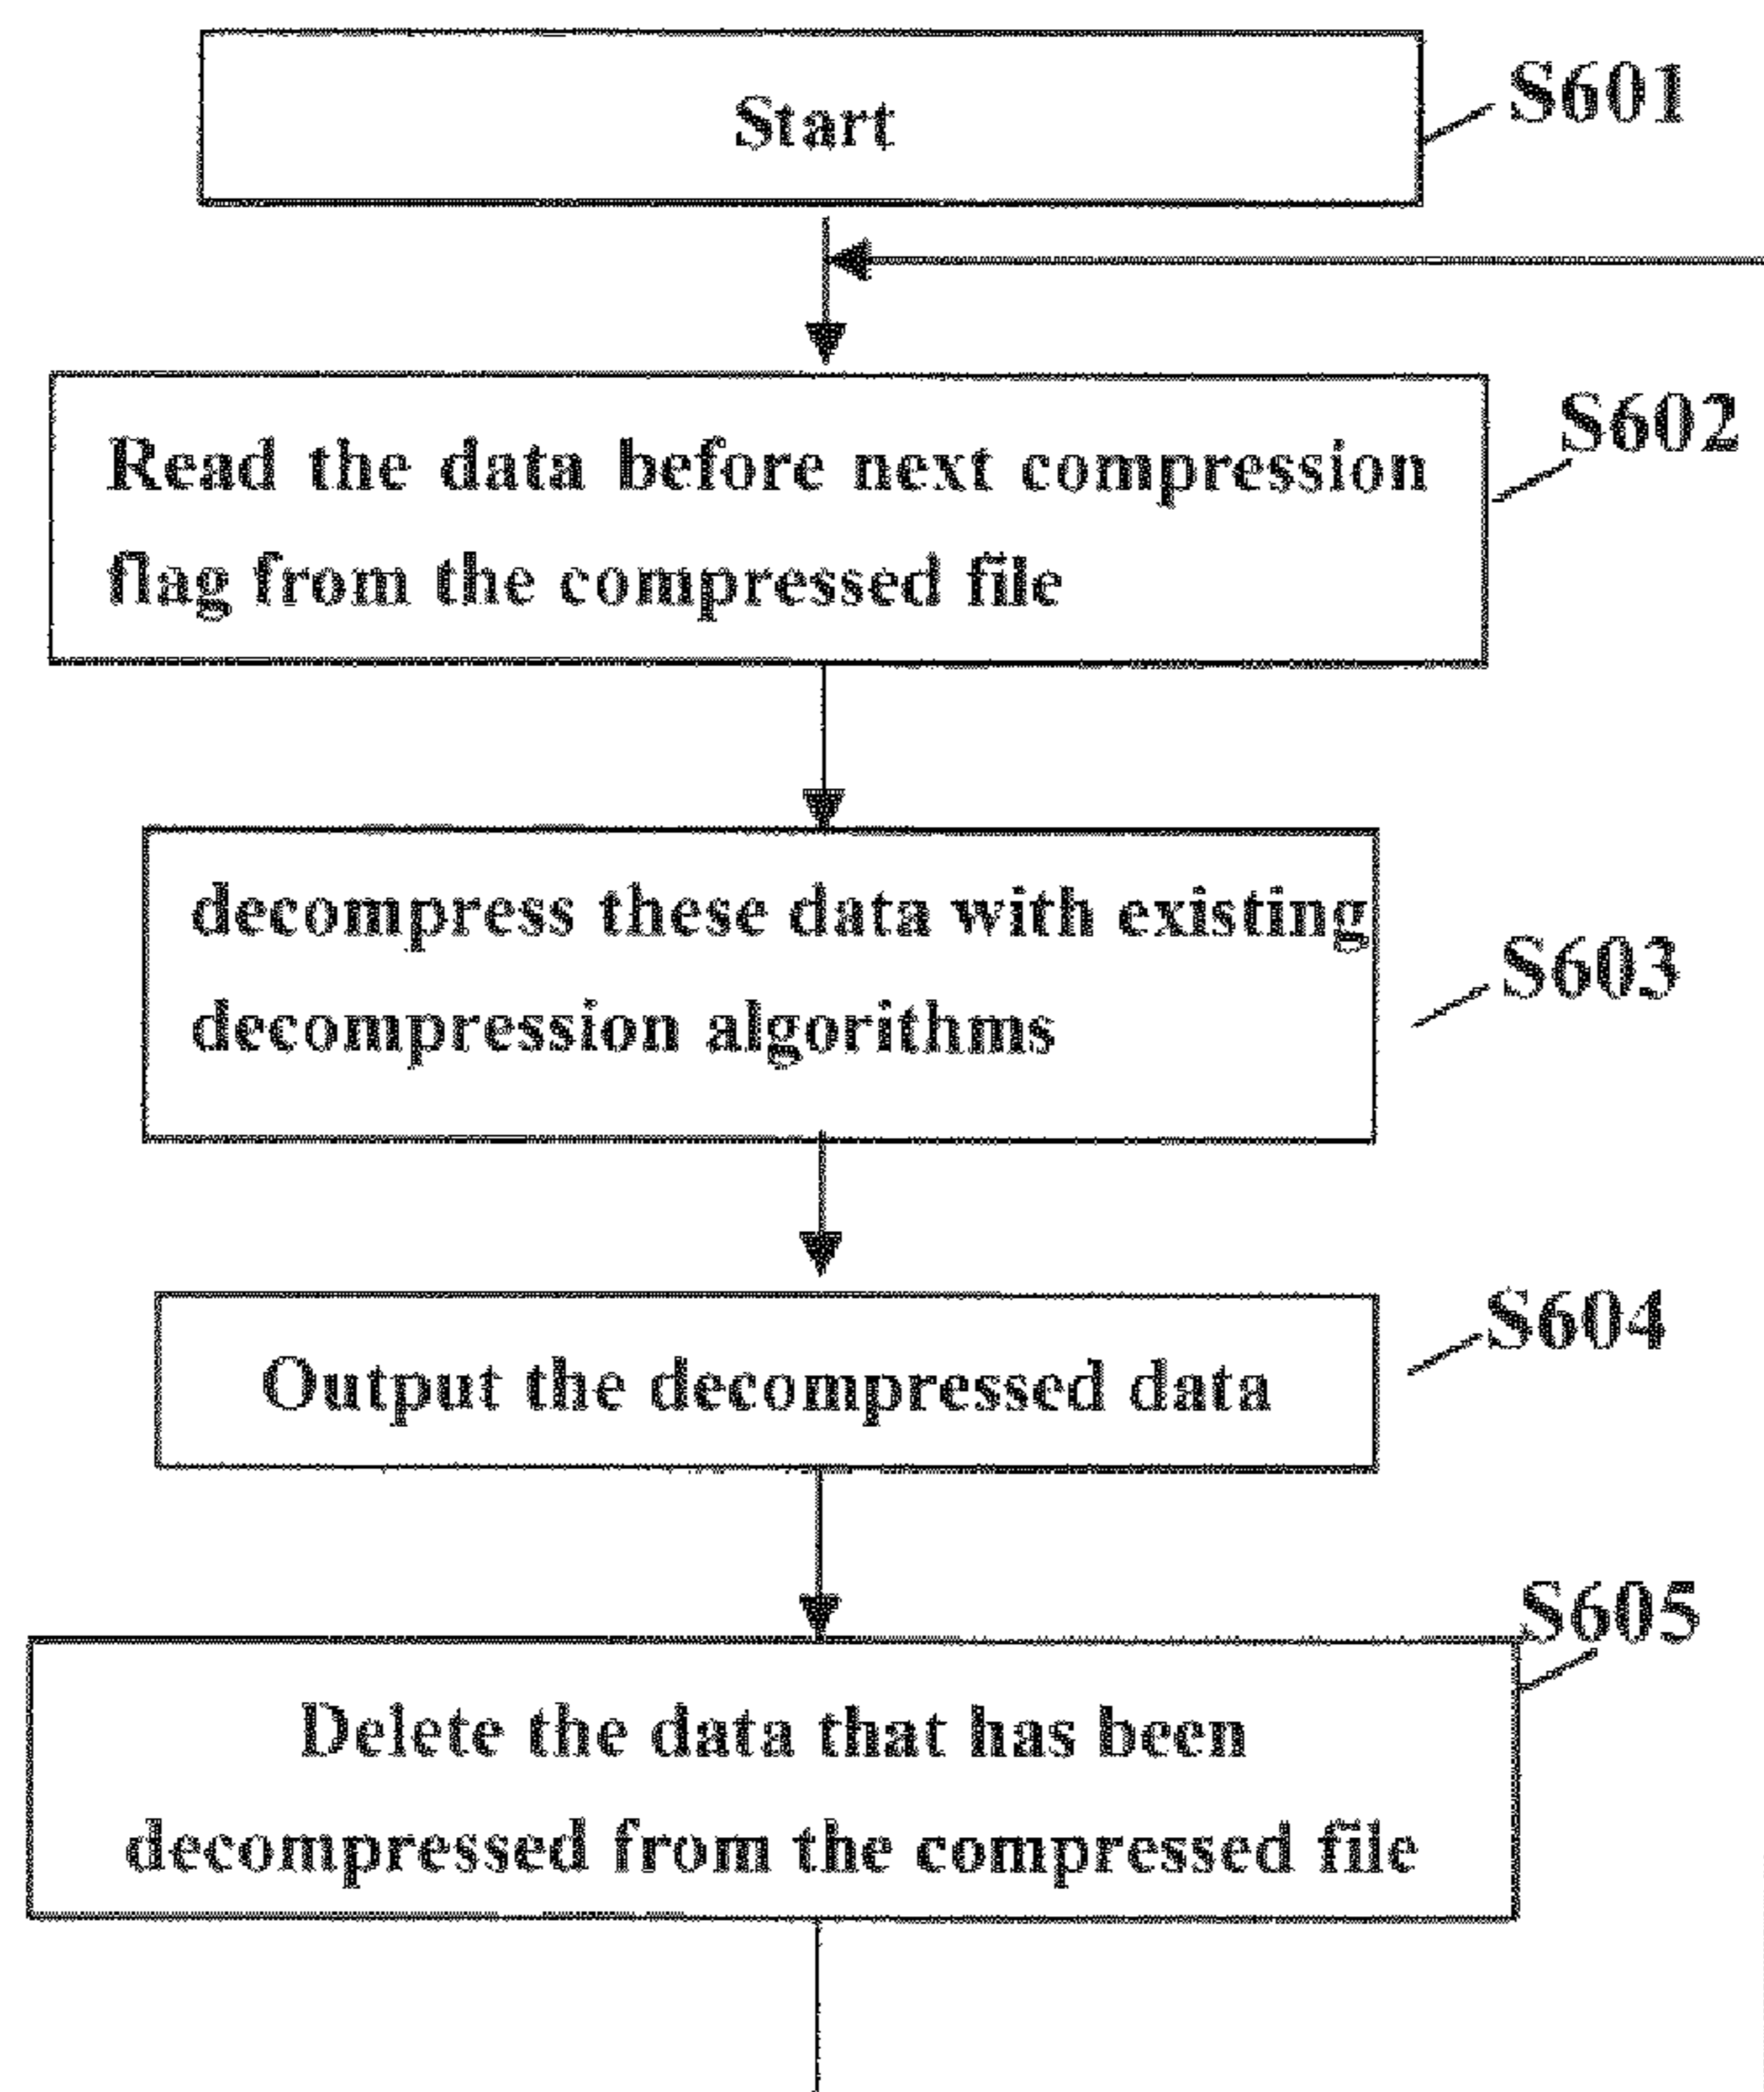 Start
S601
Read the data before next compression
flag from the compressed file
S602
decompress these data with existing
decompression algorithms
S603
Output the decompressed data
S604
Delete the data that has been
decompressed from the compressed file
S605